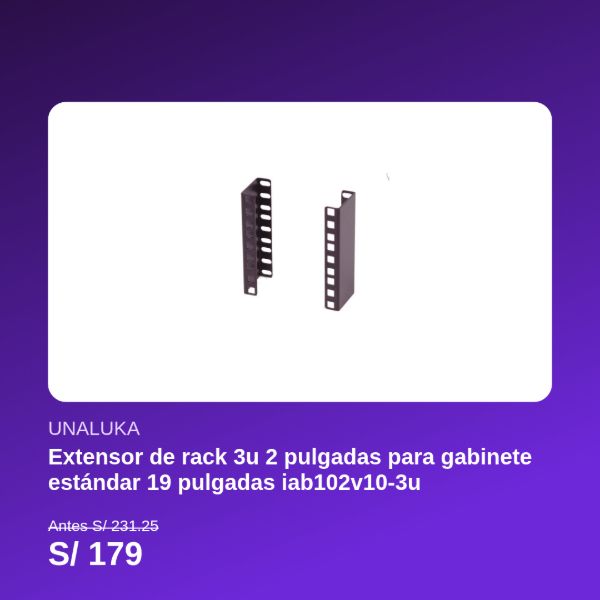 UNALUKA
Extensor de rack 3u 2 pulgadas para gabinete
estándar 19 pulgadas iab102v10-3u
Antes S/ 231.25
S/ 179